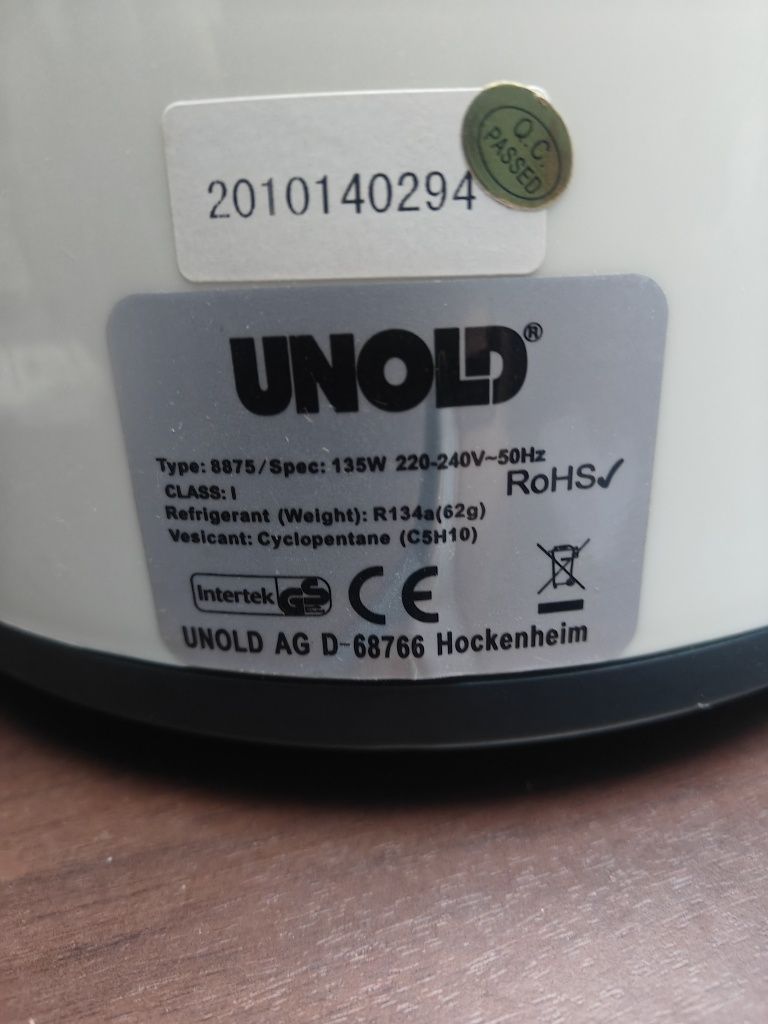 Q.C.
PASSED
2010140294
UNOLD®
Type: 8875/Spec: 135W 220-240V~50Hz
CLASS: I
RoHS✓
Refrigerant (Weight): R134a(62g)
Vesicant: Cyclopentane (C5H10)
Intertek GS CE
UNOLD AG D-68766 Hockenheim